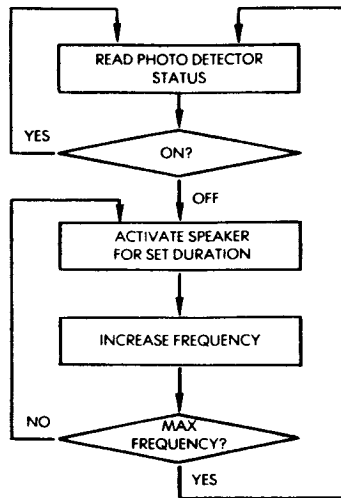 READ PHOTO DETECTOR
STATUS
YES
ON?
OFF
ACTIVATE SPEAKER
FOR SET DURATION
INCREASE FREQUENCY
NO
MAX
FREQUENCY?
YES